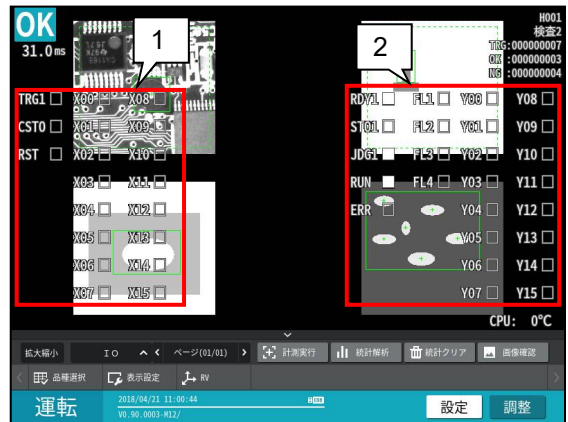 OK
31.0 ms
H001
検査2
TRG:000000007
OK :000000003
NG :000000004
1
2
TRG1 X00 X08
CST0 X01 X09
RST X02 X10
X03 X11
X04 X12
X05 X13
X06 X14
X07 X15
RDY1 FL1 Y00 Y08
STO1 FL2 Y01 Y09
JDG1 FL3 Y02 Y10
RUN FL4 Y03 Y11
ERR Y04 Y12
Y05 Y13
Y06 Y14
Y07 Y15
CPU: 0°C
拡大縮小 IO ページ(01/01) 計測実行 統計解析 統計クリア 画像確認
品種選択 表示設定 RV
運転
2018/04/21 11:00:44
V0.90.0003-M12/
設定 調整